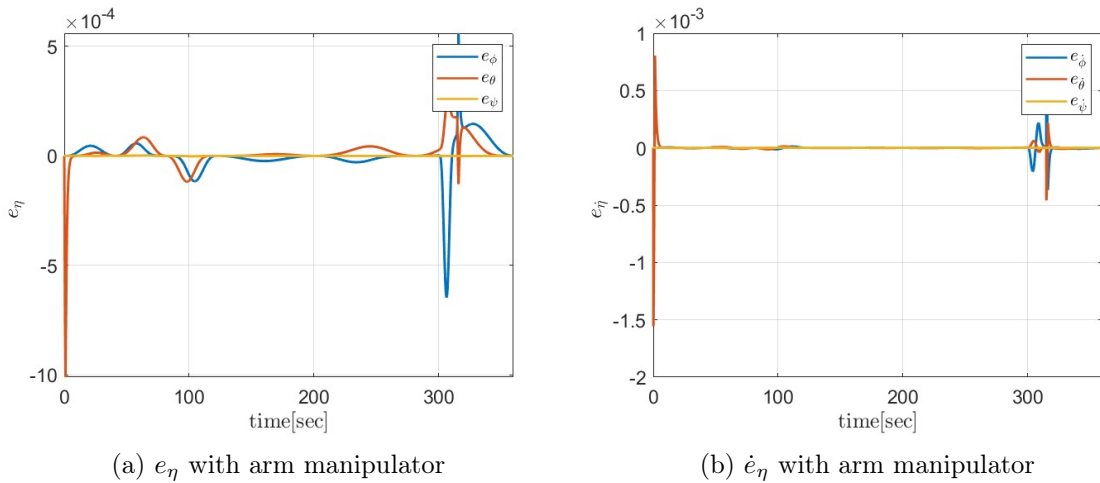 ×10⁻⁴
5
0
-5
-10
e_η
0
100
200
300
time[sec]
e_ϕ
e_θ
e_ψ
(a) e_η with arm manipulator
×10⁻³
1
0.5
0
-0.5
-1
-1.5
-2
e_η̇
0
100
200
300
time[sec]
e_ϕ̇
e_θ̇
e_ψ̇
(b) ė_η with arm manipulator